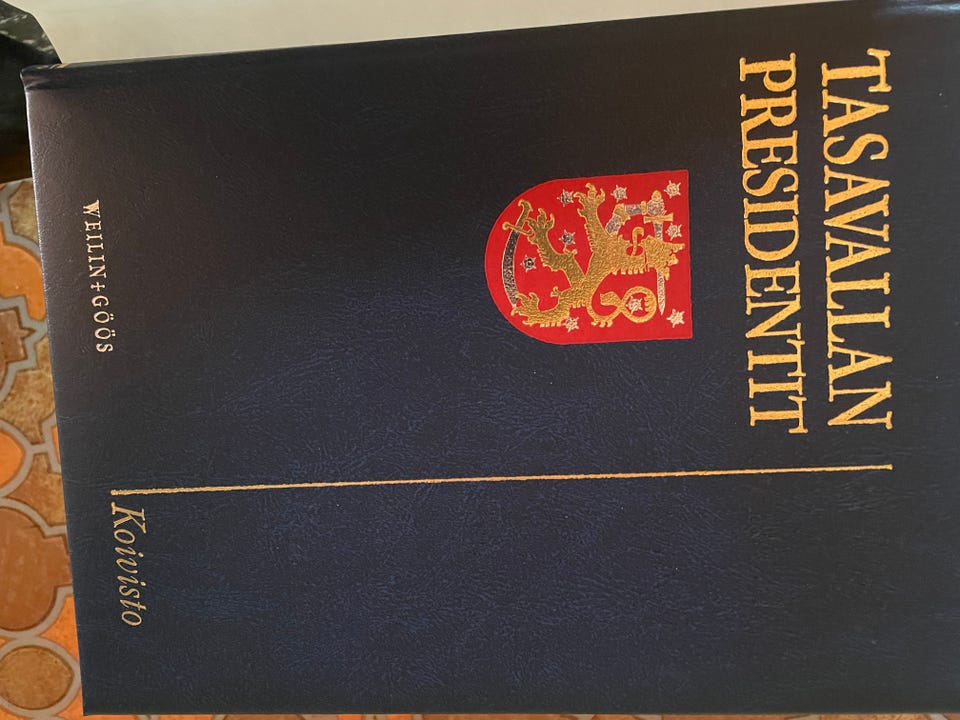 TASAVALLAN
PRESIDENTIT
WEILIN+GÖÖS
Koivisto